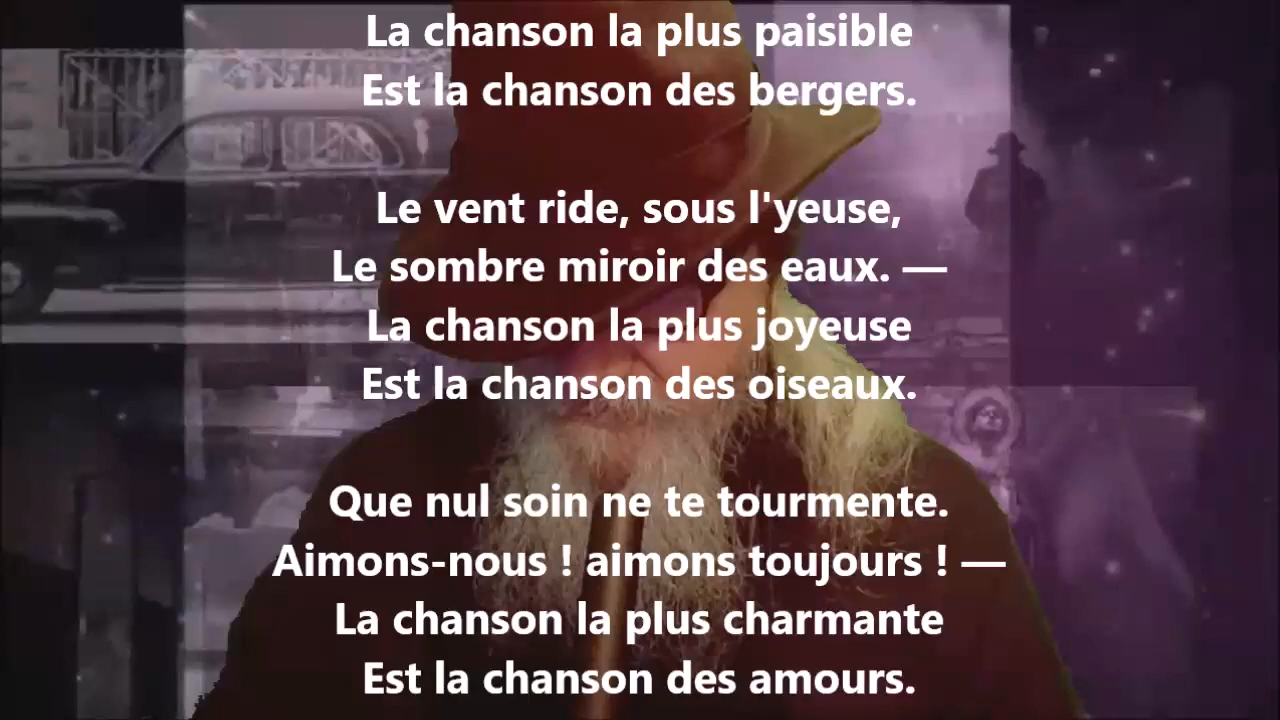 La chanson la plus paisible
Est la chanson des bergers.
Le vent ride, sous l'yeuse,
Le sombre miroir des eaux. —
La chanson la plus joyeuse
Est la chanson des oiseaux.
Que nul soin ne te tourmente.
Aimons-nous ! aimons toujours ! —
La chanson la plus charmante
Est la chanson des amours.